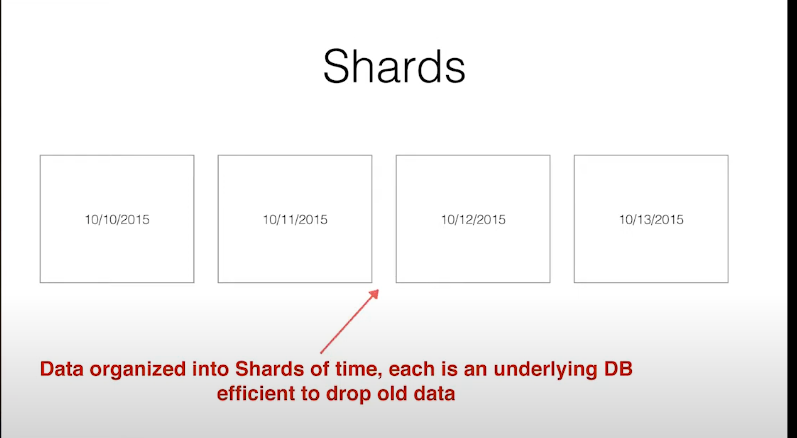 Shards
10/10/2015
10/11/2015
10/12/2015
10/13/2015
Data organized into Shards of time, each is an underlying DB
efficient to drop old data